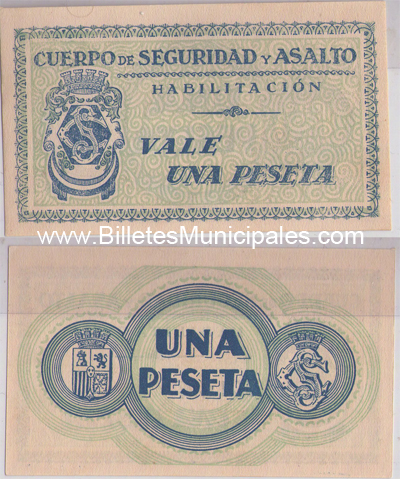 CUERPO DE SEGURIDAD Y ASALTO
HABILITACIÓN
VALE
UNA PESETA
www.BilletesMunicipales.com
UNA
PESETA